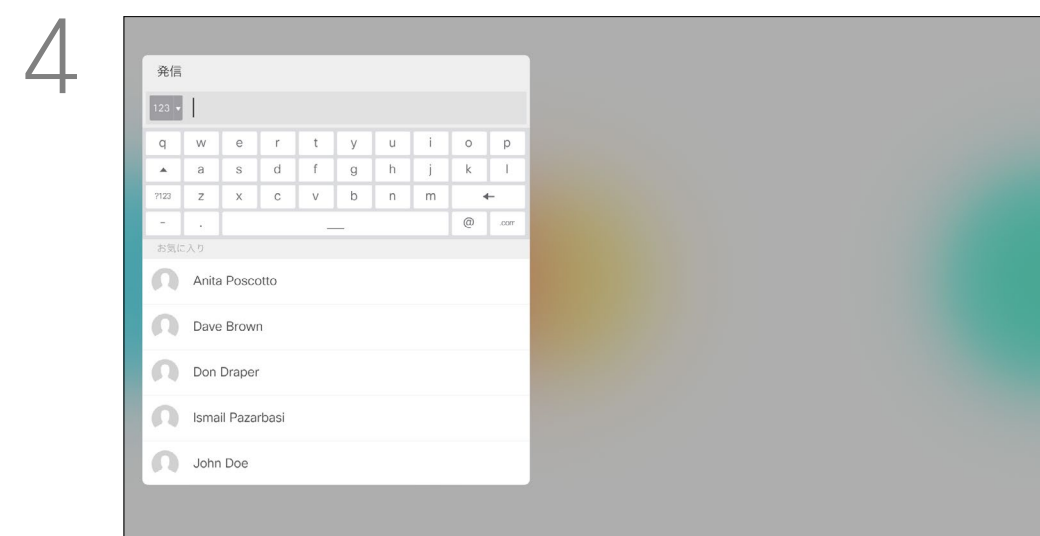 4
発信
123
q w e r t y u i o p
a s d f g h j k l
?123 z x c v b n m
- . @ .com
お気に入り
Anita Poscotto
Dave Brown
Don Draper
Ismail Pazarbasi
John Doe